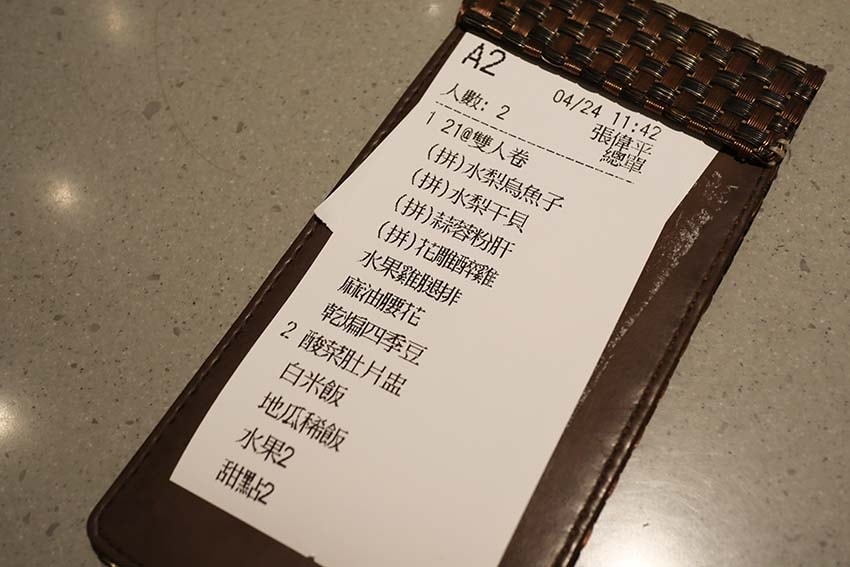 A2
04/24 11:42
人數: 2 張偉平
總單
1 21@雙人卷
(拼)水梨烏魚子
(拼)水梨干貝
(拼)蒜蓉粉肝
(拼)花雕醉雞
水果雞腿排
麻油腰花
乾煸四季豆
2 酸菜肚片盅
白米飯
地瓜稀飯
水果2
甜點2